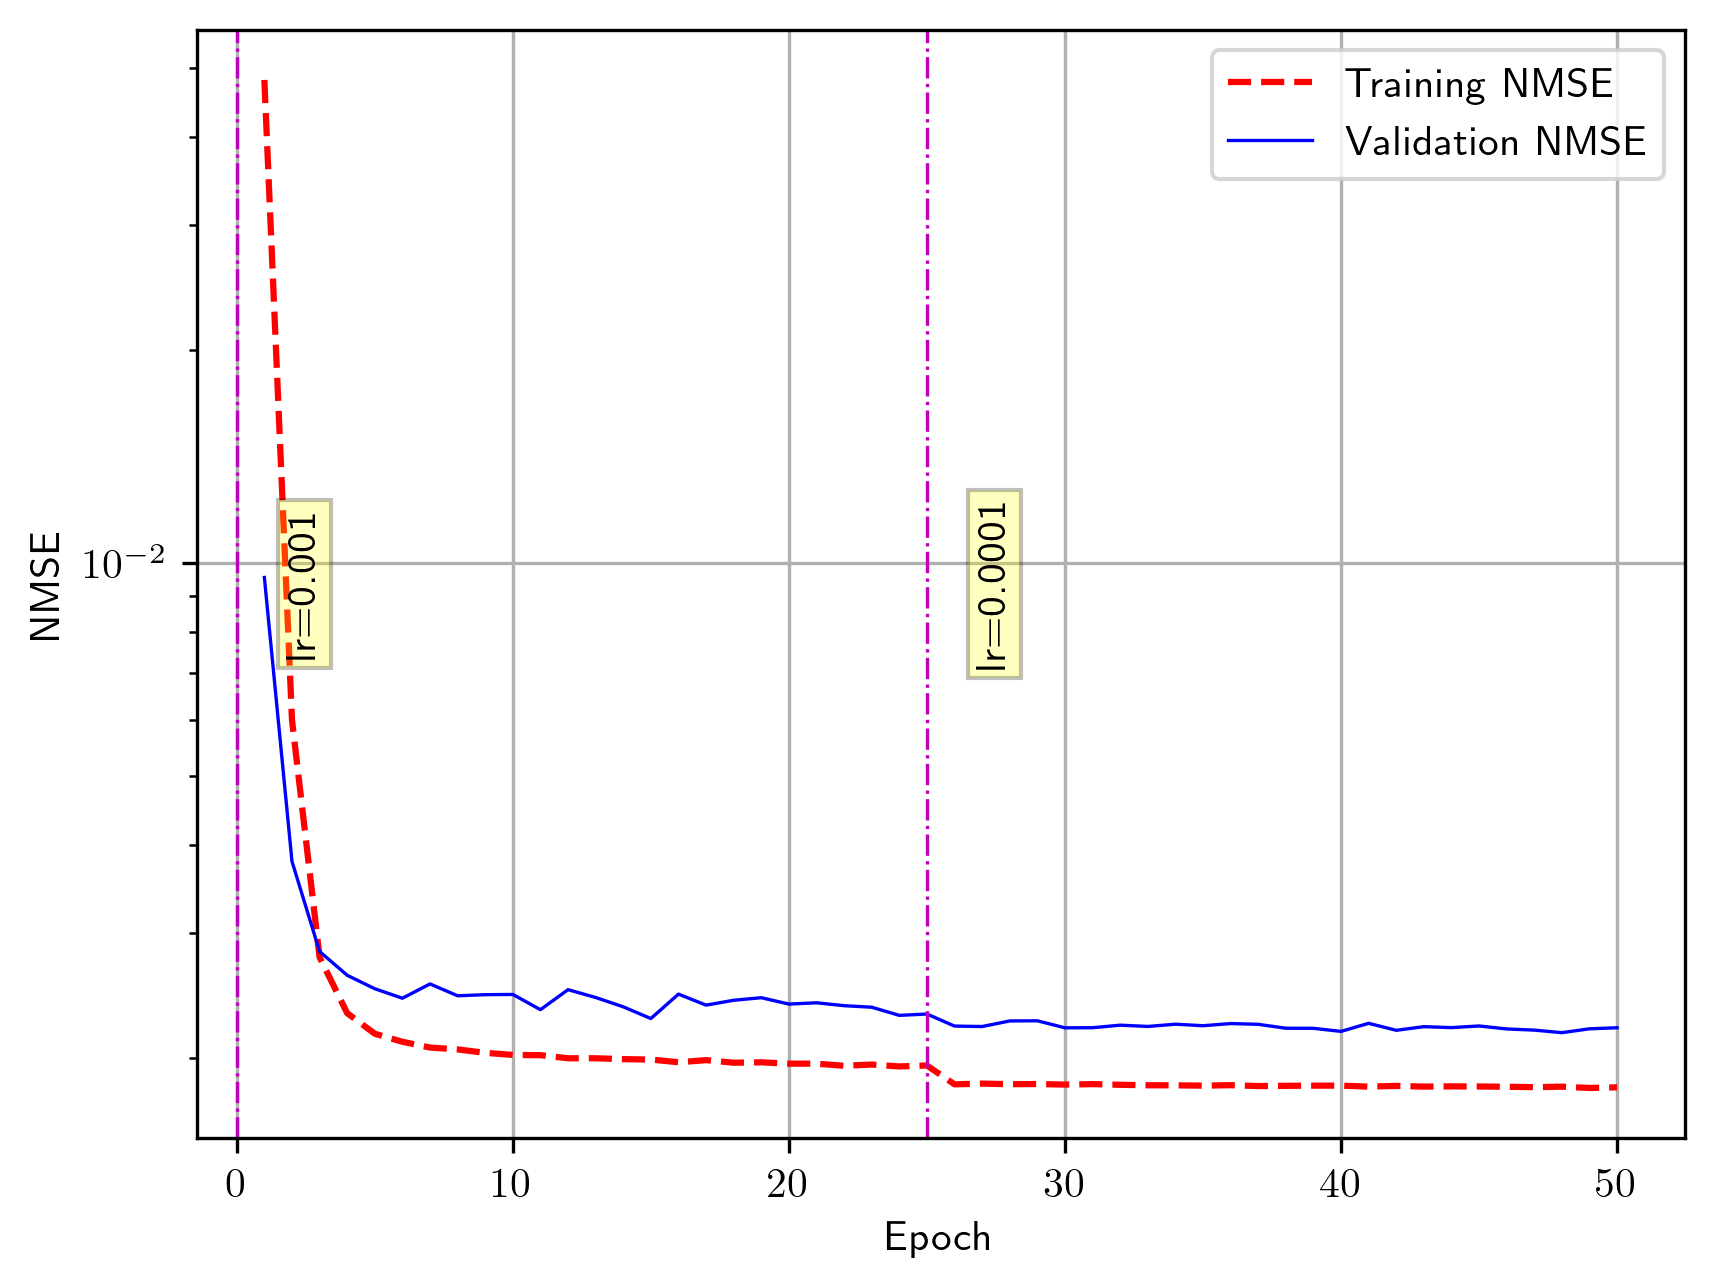 Training NMSE
Validation NMSE
NMSE
10⁻²
lr=0.001
lr=0.0001
0 10 20 30 40 50
Epoch